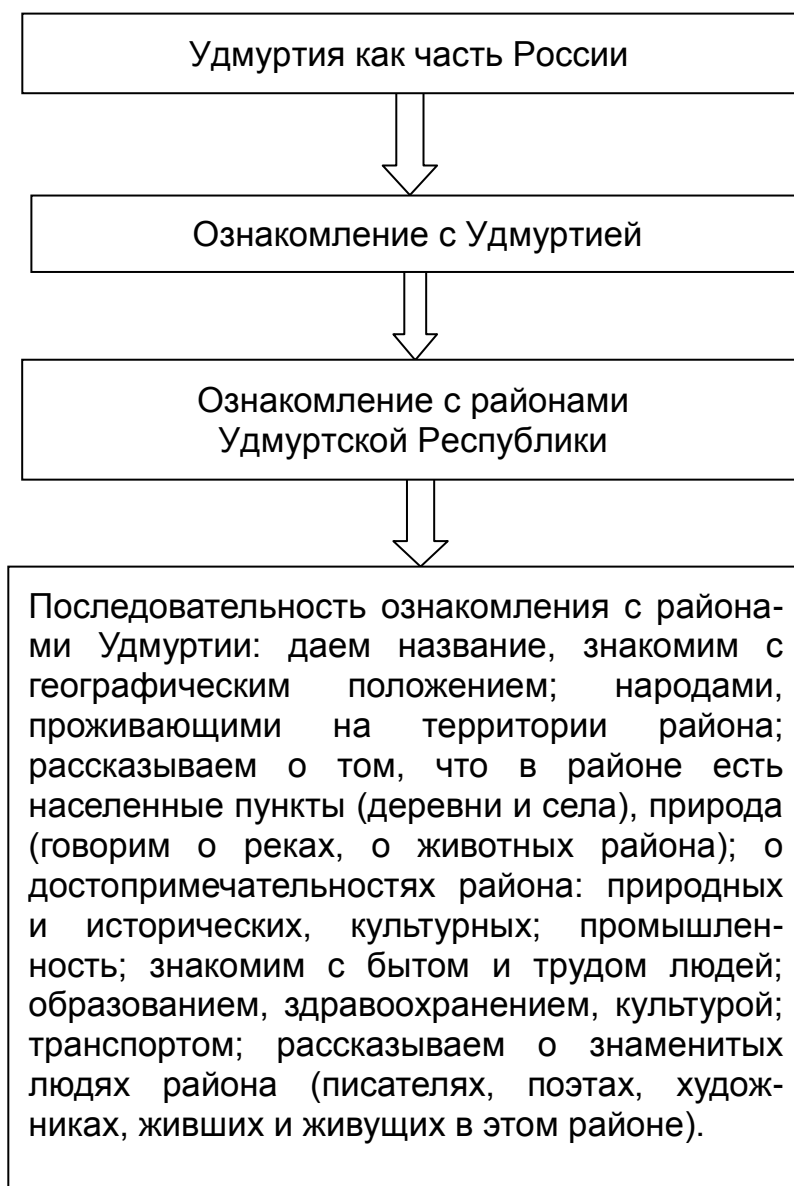 Удмуртия как часть России
Ознакомление с Удмуртией
Ознакомление с районами
Удмуртской Республики
Последовательность ознакомления с района-
ми Удмуртии: даем название, знакомим с
географическим положением; народами,
проживающими на территории района;
рассказываем о том, что в районе есть
населенные пункты (деревни и села), природа
(говорим о реках, о животных района); о
достопримечательностях района: природных
и исторических, культурных; промышлен-
ность; знакомим с бытом и трудом людей;
образованием, здравоохранением, культурой;
транспортом; рассказываем о знаменитых
людях района (писателях, поэтах, худож-
никах, живших и живущих в этом районе).